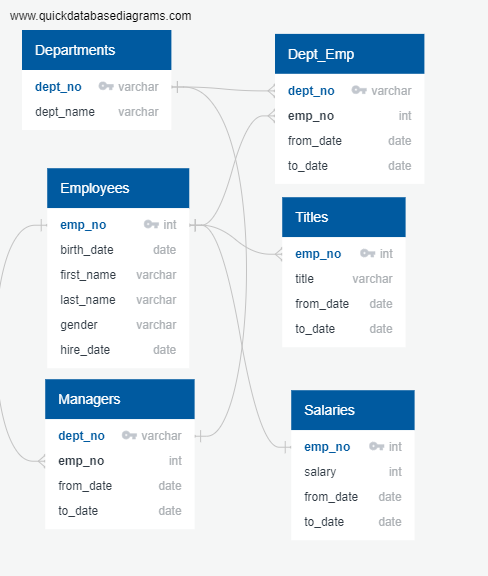 www.quickdatabasediagrams.com
Departments
dept_no varchar
dept_name varchar
Dept_Emp
dept_no varchar
emp_no int
from_date date
to_date date
Employees
emp_no int
birth_date date
first_name varchar
last_name varchar
gender varchar
hire_date date
Titles
emp_no int
title varchar
from_date date
to_date date
Managers
dept_no varchar
emp_no int
from_date date
to_date date
Salaries
emp_no int
salary int
from_date date
to_date date